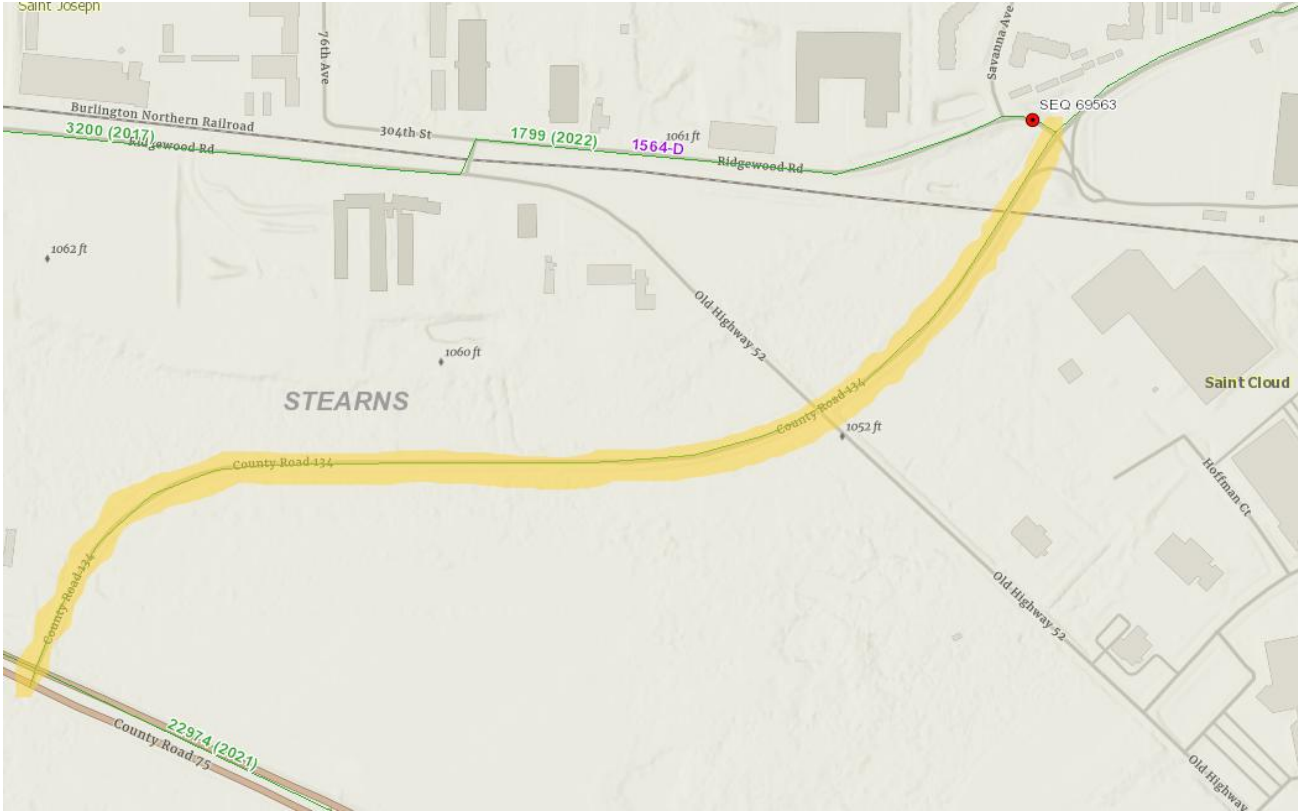 Saint Joseph
76th Ave
Savanna Ave
SEQ 69563
Burlington Northern Railroad
3200 (2017)
Ridgewood Rd
304th St
1799 (2022)
1564-D
1061 ft
Ridgewood Rd
1062 ft
Old Highway 52
1060 ft
STEARNS
Saint Cloud
County Road 134
1052 ft
County Road 134
Hoffman Ct
County Road 134
Old Highway 52
22974 (2021)
County Road 75
Old Highway